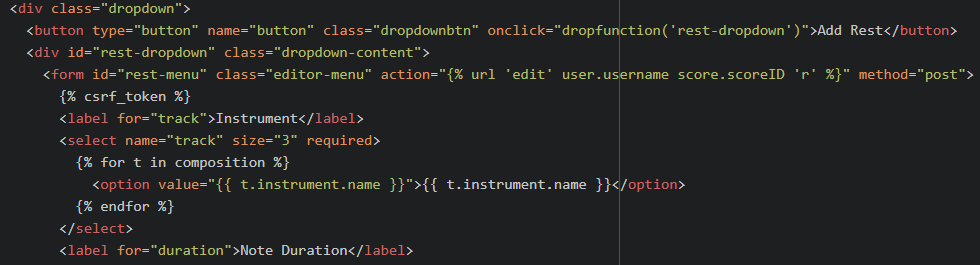 <div class="dropdown">
<button type="button" name="button" class="dropdownbtn" onclick="dropfunction('rest-dropdown')">Add Rest</button>
<div id="rest-dropdown" class="dropdown-content">
<form id="rest-menu" class="editor-menu" action="{% url 'edit' user.username score.scoreID 'r' %}" method="post">
{% csrf_token %}
<label for="track">Instrument</label>
<select name="track" size="3" required>
{% for t in composition %}
<option value="{{ t.instrument.name }}">{{ t.instrument.name }}</option>
{% endfor %}
</select>
<label for="duration">Note Duration</label>